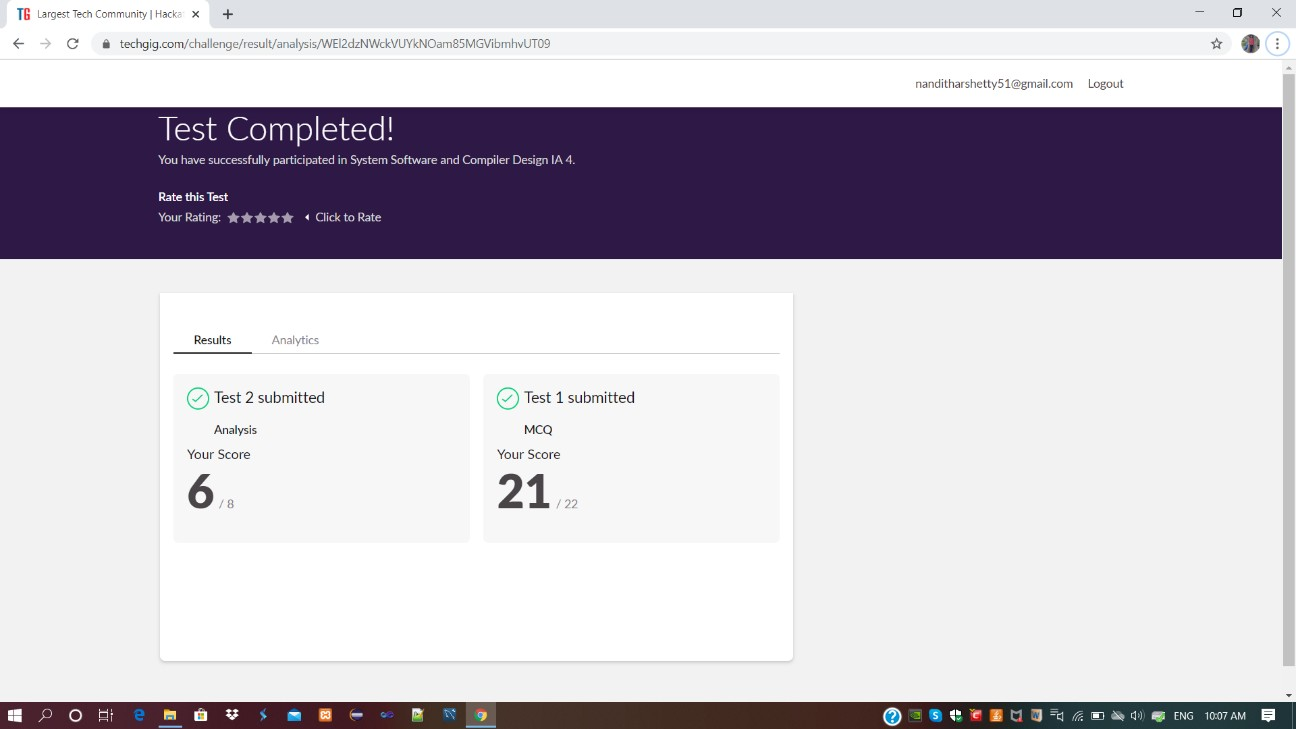 TG Largest Tech Community | Hacka
techgig.com/challenge/result/analysis/WEl2dzNWckVUYkNOam85MGVibmhvUT09
nanditharshetty51@gmail.com Logout
Test Completed!
You have successfully participated in System Software and Compiler Design IA 4.
Rate this Test
Your Rating: Click to Rate
Results Analytics
Test 2 submitted
Analysis
Your Score
6 / 8
Test 1 submitted
MCQ
Your Score
21 / 22
ENG 10:07 AM